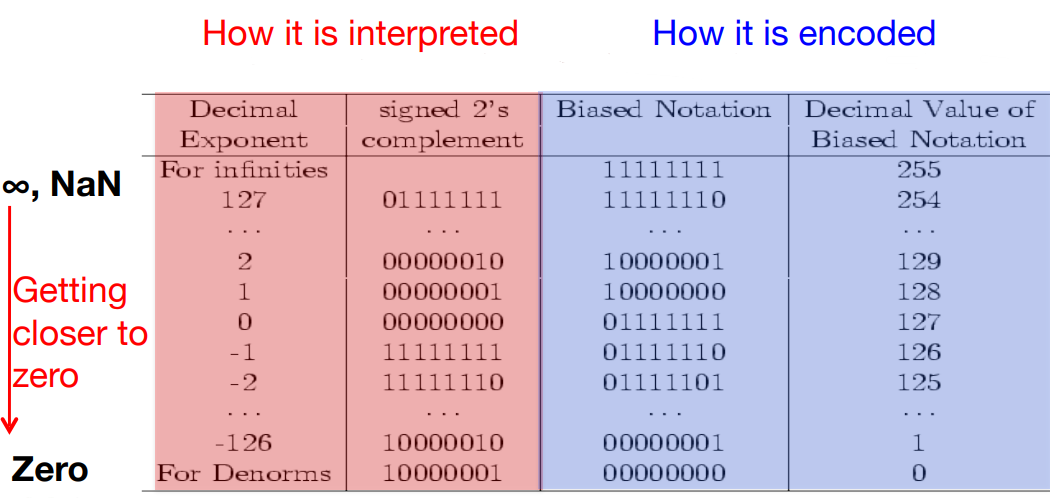 How it is interpreted How it is encoded
Decimal signed 2's Biased Notation Decimal Value of
Exponent complement Biased Notation
For infinities 11111111 255
∞, NaN
127 01111111 11111110 254
... ... ... ...
2 00000010 10000001 129
Getting
1 00000001 10000000 128
0 00000000 01111111 127
closer to
-1 11111111 01111110 126
zero
-2 11111110 01111101 125
... ... ... ...
-126 10000010 00000001 1
Zero
For Denorms 10000001 00000000 0